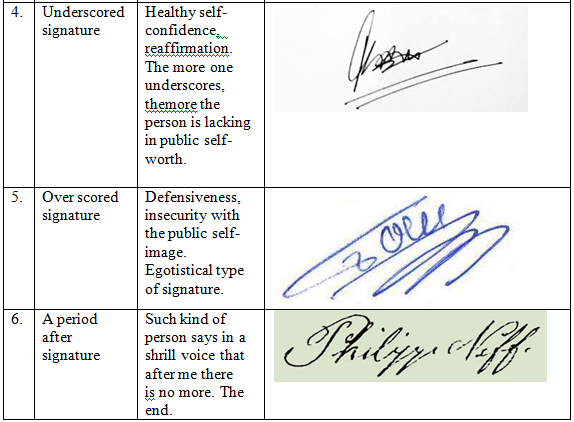 4.
Underscored
signature
Healthy self-
confidence,
reaffirmation.
The more one
underscores,
themore the
person is lacking
in public self-
worth.
5.
Over scored
signature
Defensiveness,
insecurity with
the public self-
image.
Egotistical type
of signature.
6.
A period
after
signature
Such kind of
person says in a
shrill voice that
after me there
is no more. The
end.
Philipp Neff.